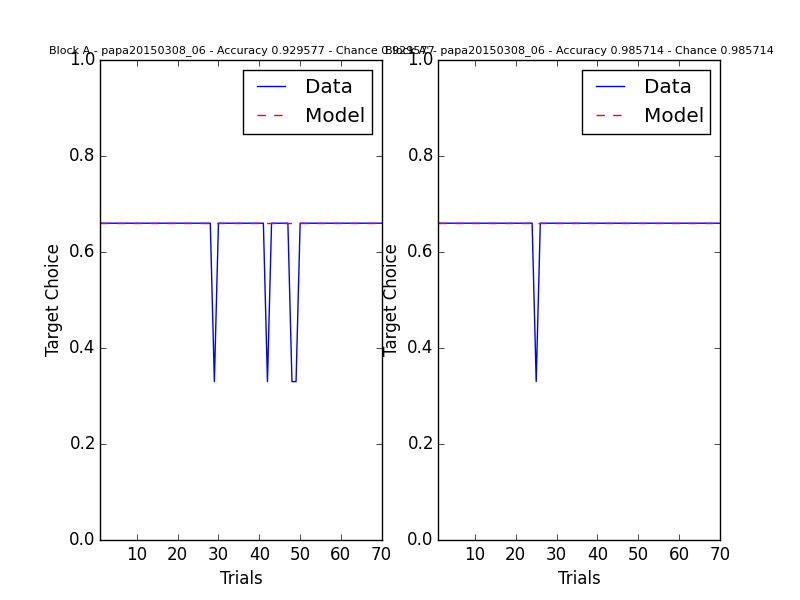 Block A - papa20150308_06 - Accuracy 0.929577 - Chance 0.929577
Block A - papa20150308_06 - Accuracy 0.985714 - Chance 0.985714
1.0
0.8
0.6
0.4
0.2
0.0
Target Choice
10 20 30 40 50 60 70
Trials
Data
Model
1.0
0.8
0.6
0.4
0.2
0.0
Target Choice
10 20 30 40 50 60 70
Trials
Data
Model